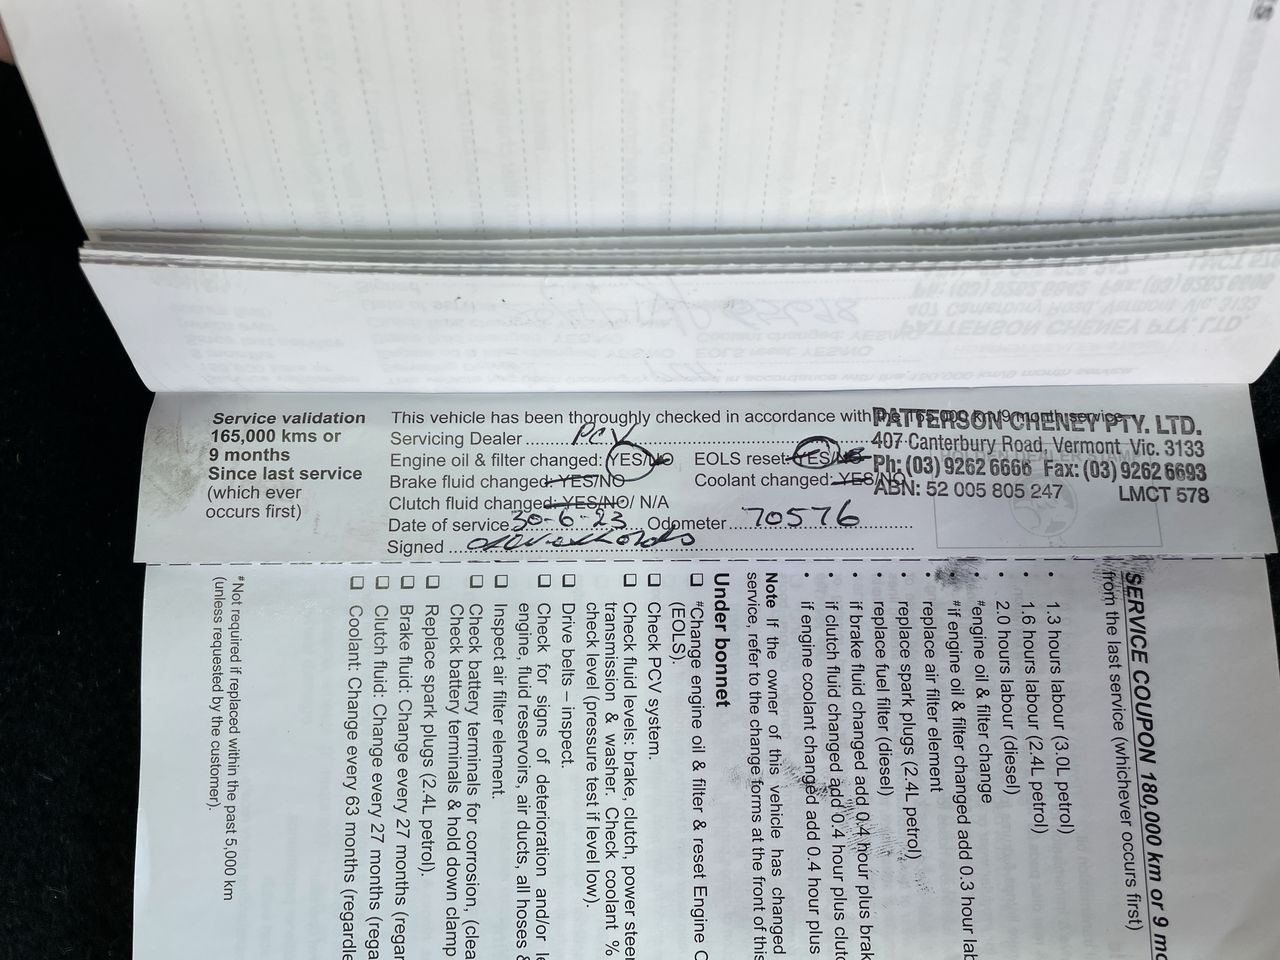 Service validation
165,000 kms or
9 months
Since last service
(which ever
occurs first)
This vehicle has been thoroughly checked in accordance with the 165,000 km/9 month service
Servicing Dealer PCV
Engine oil & filter changed: YES/NO EOLS reset: YES/NO
Brake fluid changed: YES/NO Coolant changed: YES/NO
Clutch fluid changed: YES/NO/ N/A
Date of service 30-6-23 Odometer 70576
Signed
PATTERSON CHENEY PTY. LTD.
407 Canterbury Road, Vermont Vic. 3133
Ph: (03) 9262 6666 Fax: (03) 9262 6693
ABN: 52 005 805 247 LMCT 578
SERVICE COUPON 180,000 km or 9 mo
from the last service (whichever occurs first)
• 1.3 hours labour (3.0L petrol)
• 1.6 hours labour (2.4L petrol)
• 2.0 hours labour (diesel)
#engine oil & filter change
• #if engine oil & filter changed add 0.3 hour lab
• replace air filter element
• replace spark plugs (2.4L petrol)
• replace fuel filter (diesel)
• if brake fluid changed add 0.4 hour plus brak
• if clutch fluid changed add 0.4 hour plus clutc
• if engine coolant changed add 0.4 hour plus
Note If the owner of this vehicle has changed
service, refer to the change forms at the front of this
Under bonnet
❑ #Change engine oil & filter & reset Engine O
(EOLS).
❑ Check PCV system.
❑ Check fluid levels: brake, clutch, power steer
transmission & washer. Check coolant %
check level (pressure test if level low).
❑ Drive belts – inspect.
❑ Check for signs of deterioration and/or le
engine, fluid reservoirs, air ducts, all hoses &
❑ Inspect air filter element.
❑ Check battery terminals for corrosion, (clea
Check battery terminals & hold down clamp
❑ Replace spark plugs (2.4L petrol).
❑ Brake fluid: Change every 27 months (regar
❑ Clutch fluid: Change every 27 months (rega
❑ Coolant: Change every 63 months (regardle
#Not required if replaced within the past 5,000 km
(unless requested by the customer).